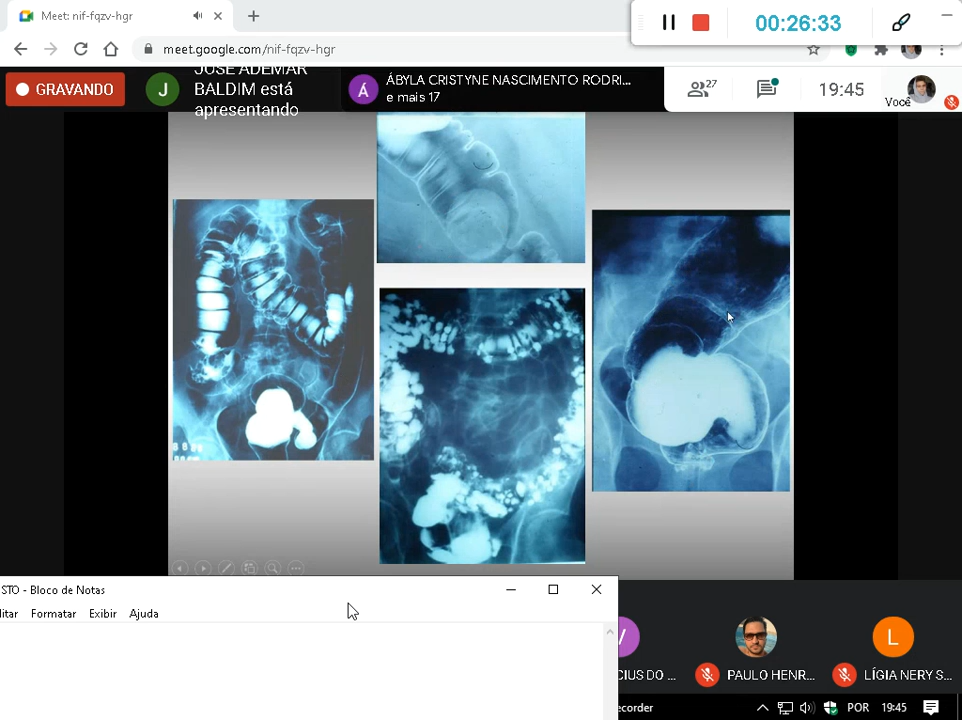 Meet: nif-fqzv-hgr
00:26:33
meet.google.com/nif-fqzv-hgr
GRAVANDO
J
JOSE ADEMAR
BALDIM está
apresentando
Á
ÁBYLA CRISTYNE NASCIMENTO RODRI...
e mais 17
27
19:45
Você
STO - Bloco de Notas
litar Formatar Exibir Ajuda
V
L
CIUS DO ...
PAULO HENR...
LÍGIA NERY S...
ecorder
POR
19:45